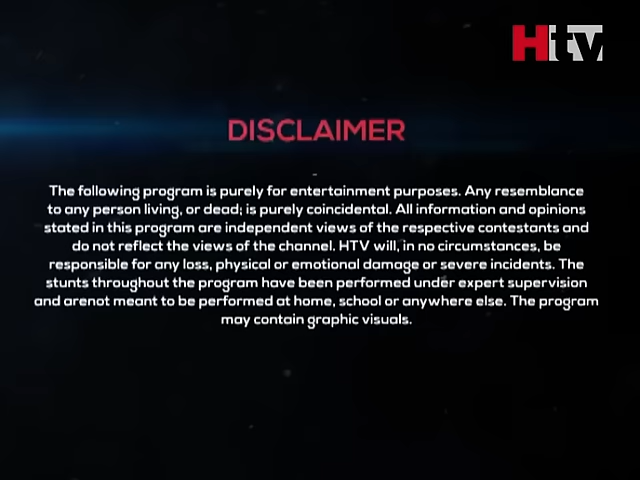 Htv
DISCLAIMER
The following program is purely for entertainment purposes. Any resemblance
to any person living, or dead; is purely coincidental. All information and opinions
stated in this program are independent views of the respective contestants and
do not reflect the views of the channel. HTV will, in no circumstances, be
responsible for any loss, physical or emotional damage or severe incidents. The
stunts throughout the program have been performed under expert supervision
and arenot meant to be performed at home, school or anywhere else. The program
may contain graphic visuals.